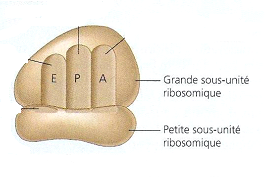 E P A
Grande sous-unité
ribosomique
Petite sous-unité
ribosomique